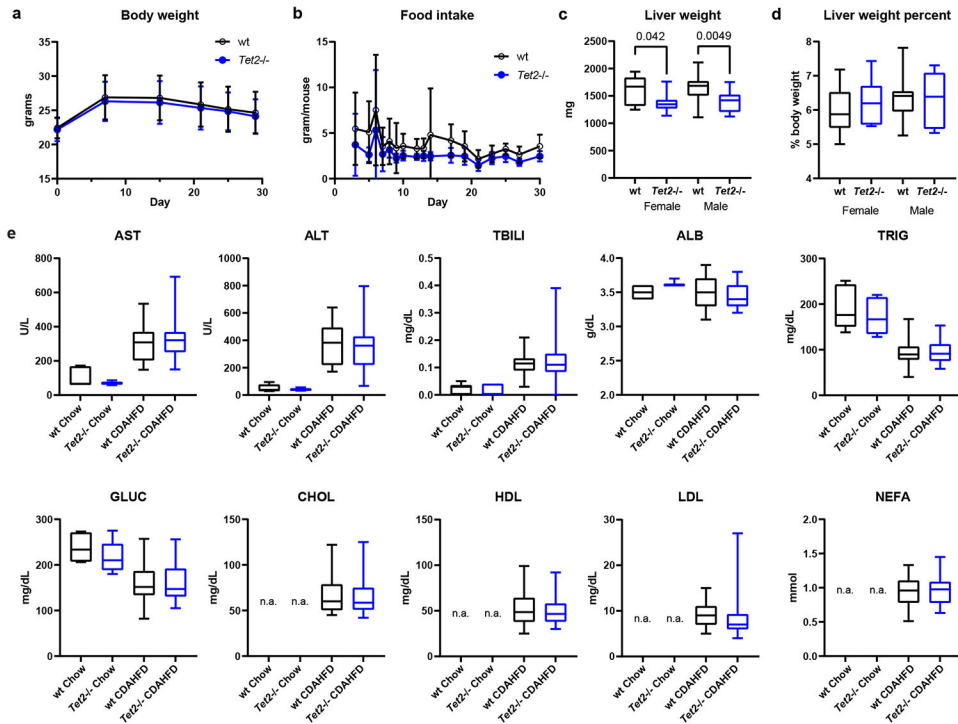 a
Body weight
wt
Tet2-/-
grams
35
30
25
20
15
0
10
20
30
Day
b
Food intake
wt
Tet2-/-
gram/mouse
15
10
5
0
0
10
20
30
Day
c
Liver weight
0.042
0.0049
mg
2500
2000
1500
1000
500
0
wt Tet2-/- wt Tet2-/-
Female Male
d
Liver weight percent
% body weight
8
7
6
5
4
wt Tet2-/- wt Tet2-/-
Female Male
e
AST
U/L
800
600
400
200
0
wt Chow
Tet2-/- Chow
wt CDAHFD
Tet2-/- CDAHFD
ALT
U/L
1000
800
600
400
200
0
wt Chow
Tet2-/- Chow
wt CDAHFD
Tet2-/- CDAHFD
TBILI
mg/dL
0.5
0.4
0.3
0.2
0.1
0.0
wt Chow
Tet2-/- Chow
wt CDAHFD
Tet2-/- CDAHFD
ALB
g/dL
4.0
3.5
3.0
2.5
2.0
wt Chow
Tet2-/- Chow
wt CDAHFD
Tet2-/- CDAHFD
TRIG
mg/dL
300
200
100
0
wt Chow
Tet2-/- Chow
wt CDAHFD
Tet2-/- CDAHFD
GLUC
mg/dL
300
200
100
0
wt Chow
Tet2-/- Chow
wt CDAHFD
Tet2-/- CDAHFD
CHOL
mg/dL
150
100
50
0
n.a. n.a.
wt Chow
Tet2-/- Chow
wt CDAHFD
Tet2-/- CDAHFD
HDL
mg/dL
150
100
50
0
n.a. n.a.
wt Chow
Tet2-/- Chow
wt CDAHFD
Tet2-/- CDAHFD
LDL
mg/dL
30
20
10
0
n.a. n.a.
wt Chow
Tet2-/- Chow
wt CDAHFD
Tet2-/- CDAHFD
NEFA
mmol
2.0
1.5
1.0
0.5
0.0
n.a. n.a.
wt Chow
Tet2-/- Chow
wt CDAHFD
Tet2-/- CDAHFD